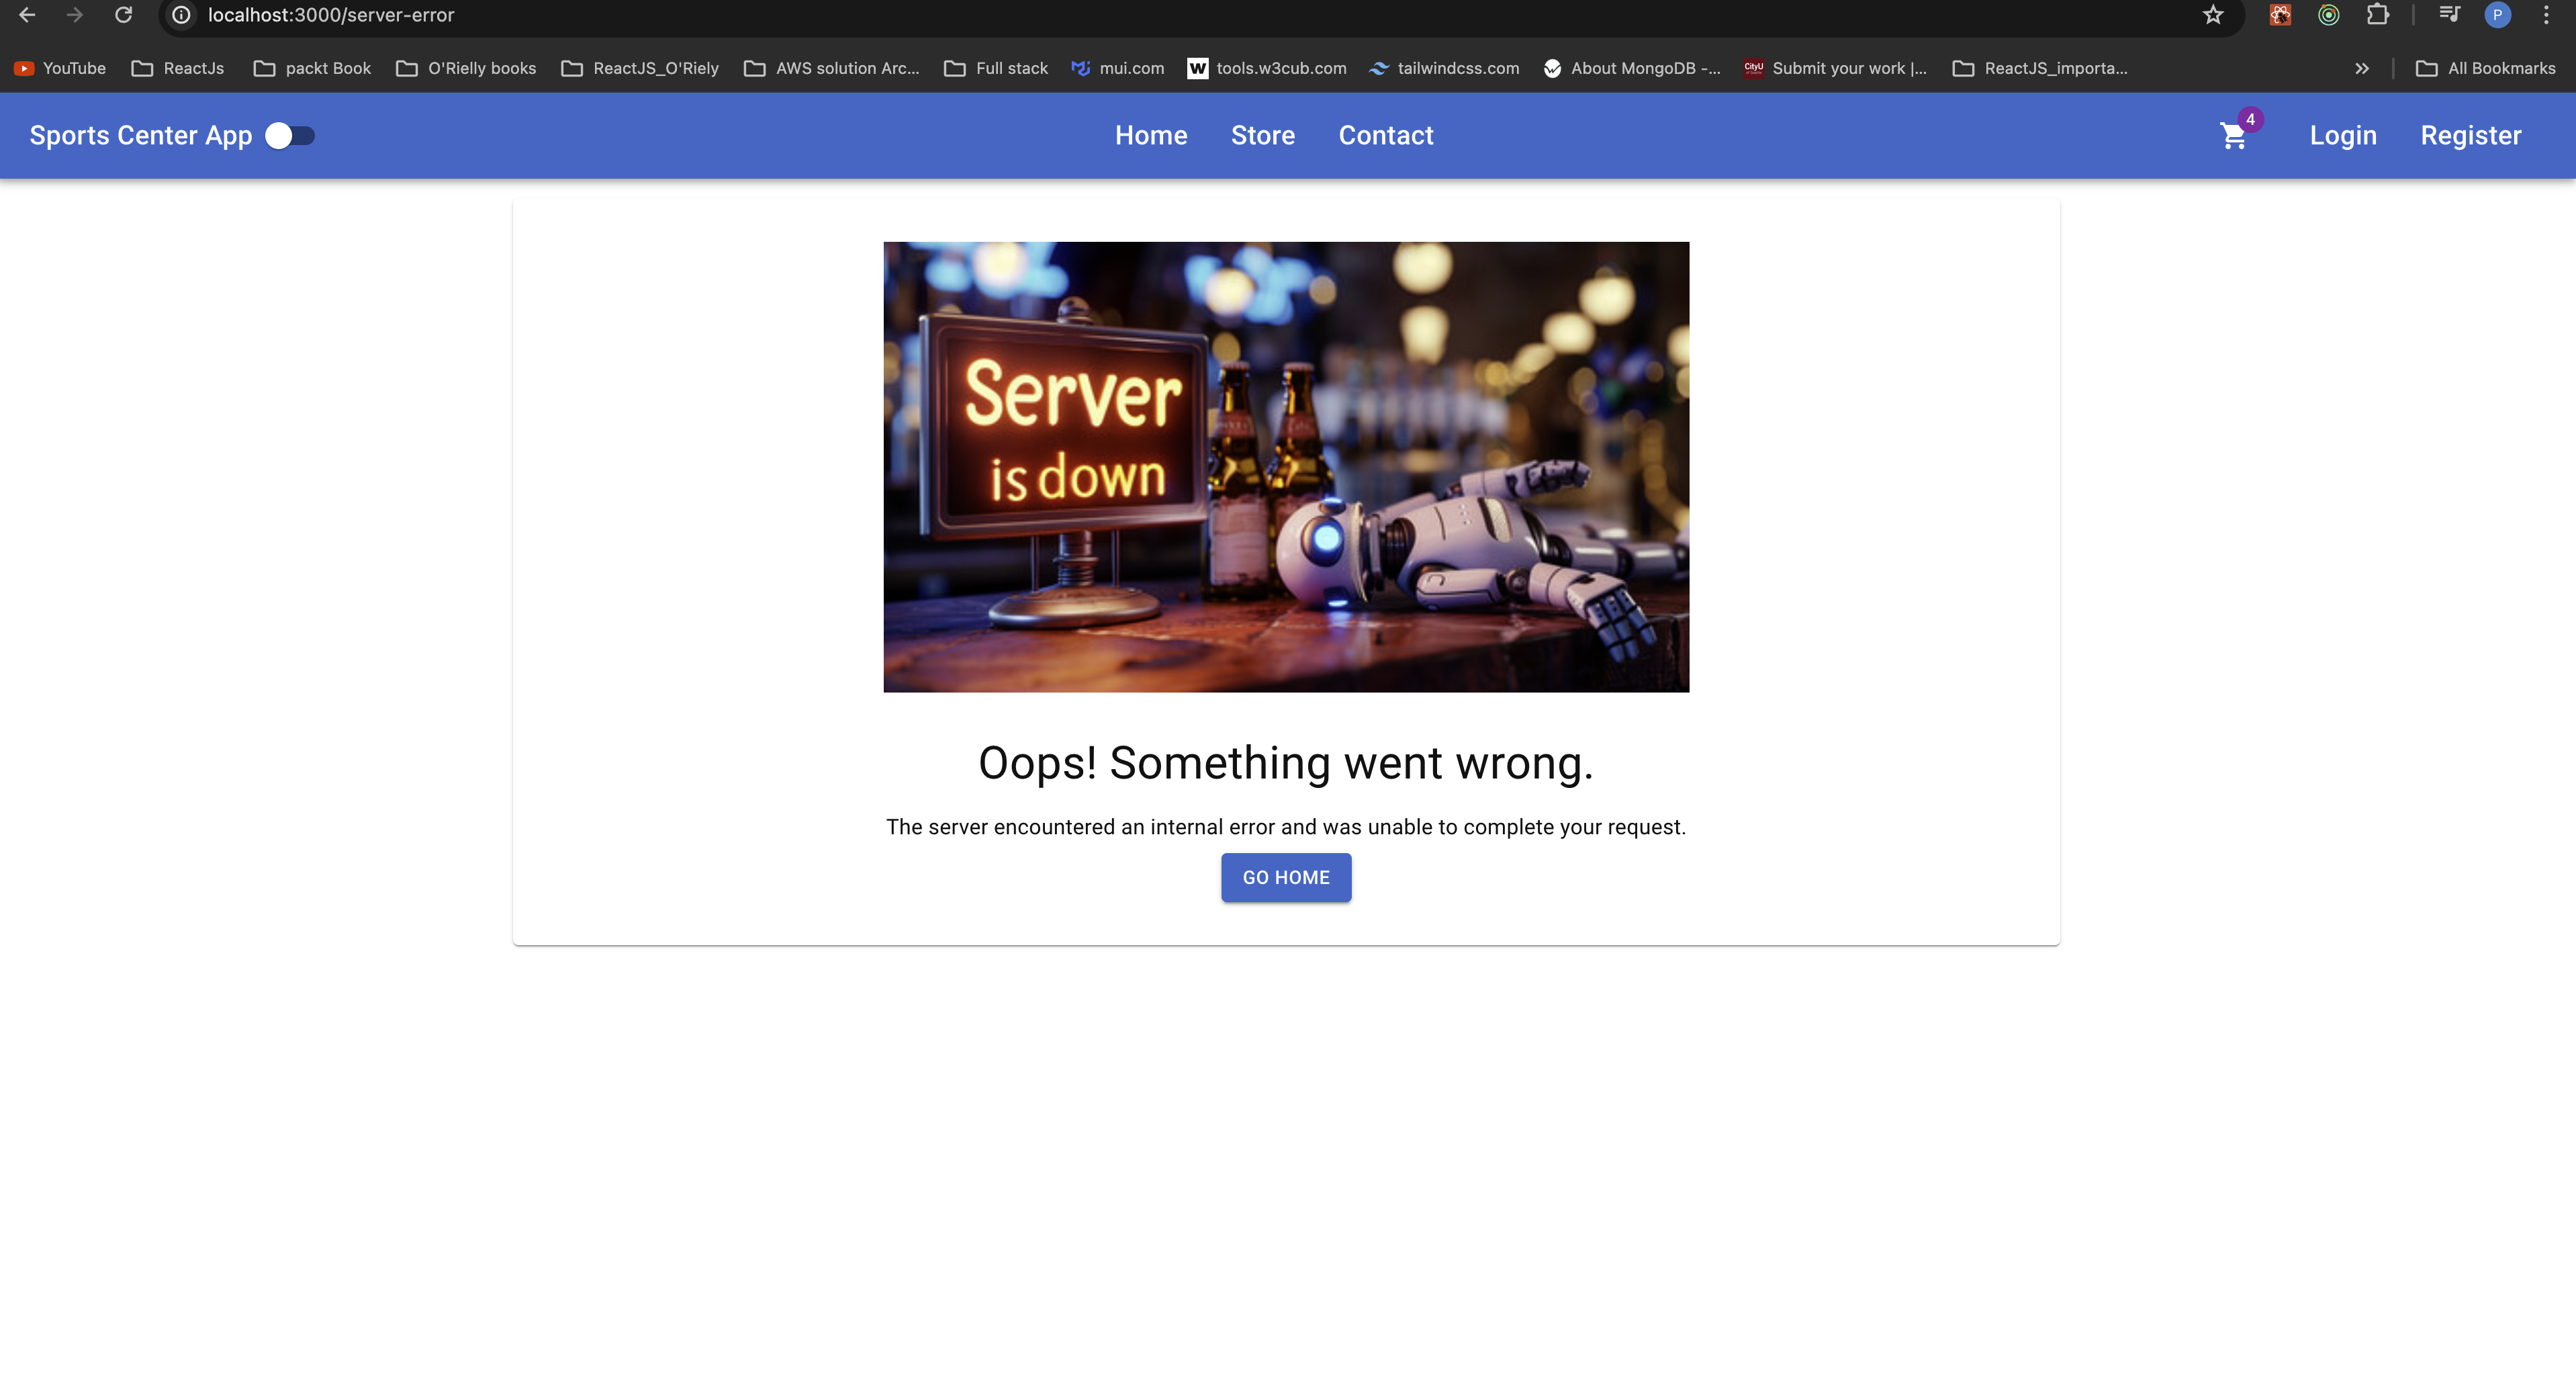 localhost:3000/server-error
P
YouTube ReactJs packt Book O'Rielly books ReactJS_O'Riely AWS solution Arc... Full stack mui.com W tools.w3cub.com tailwindcss.com About MongoDB -... CityU Submit your work |... ReactJS_importa... All Bookmarks
Sports Center App Home Store Contact 4 Login Register
Server
is down
Oops! Something went wrong.
The server encountered an internal error and was unable to complete your request.
GO HOME